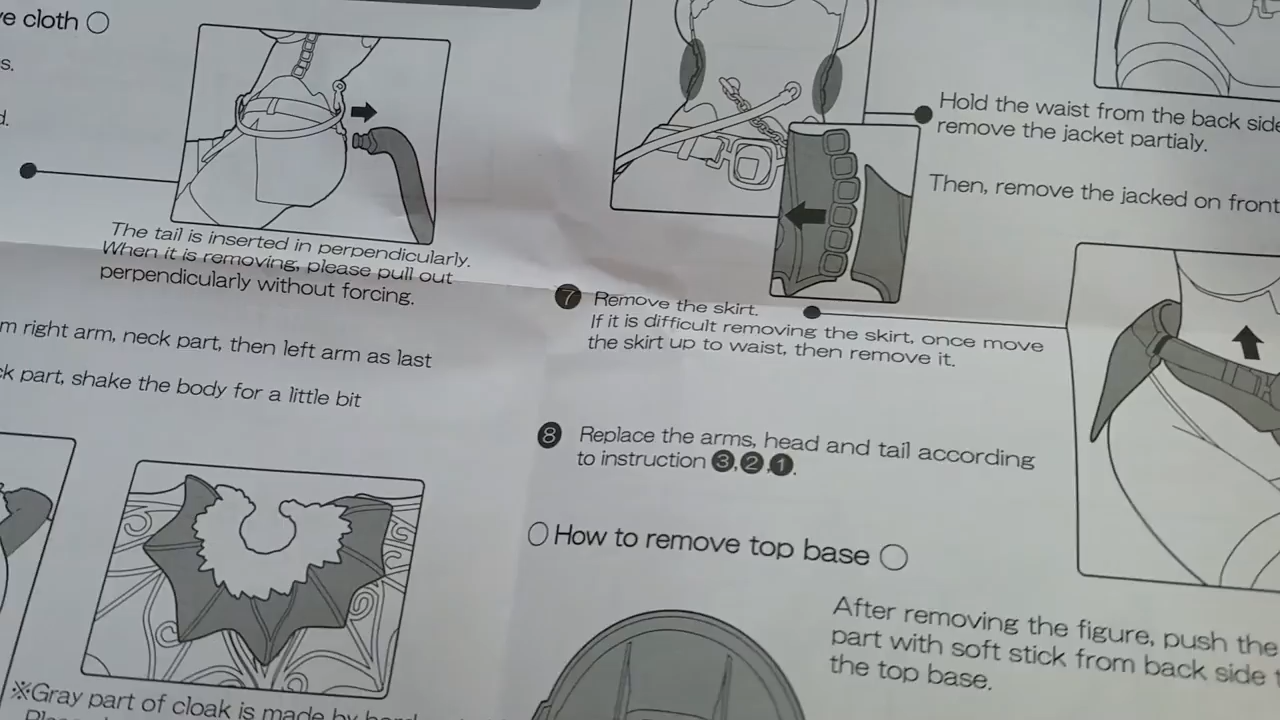 cloth ○
s.
d.
The tail is inserted in perpendicularly.
When it is removing, please pull out
perpendicularly without forcing.
right arm, neck part, then left arm as last
part, shake the body for a little bit
※Gray part of cloak is made by
Hold the waist from the back side
remove the jacket partialy.
Then, remove the jacked on front
7 Remove the skirt.
If it is difficult removing the skirt, once move
the skirt up to waist, then remove it.
8 Replace the arms, head and tail according
to instruction 3,2,1.
○ How to remove top base ○
After removing the figure, push the
part with soft stick from back side
the top base.